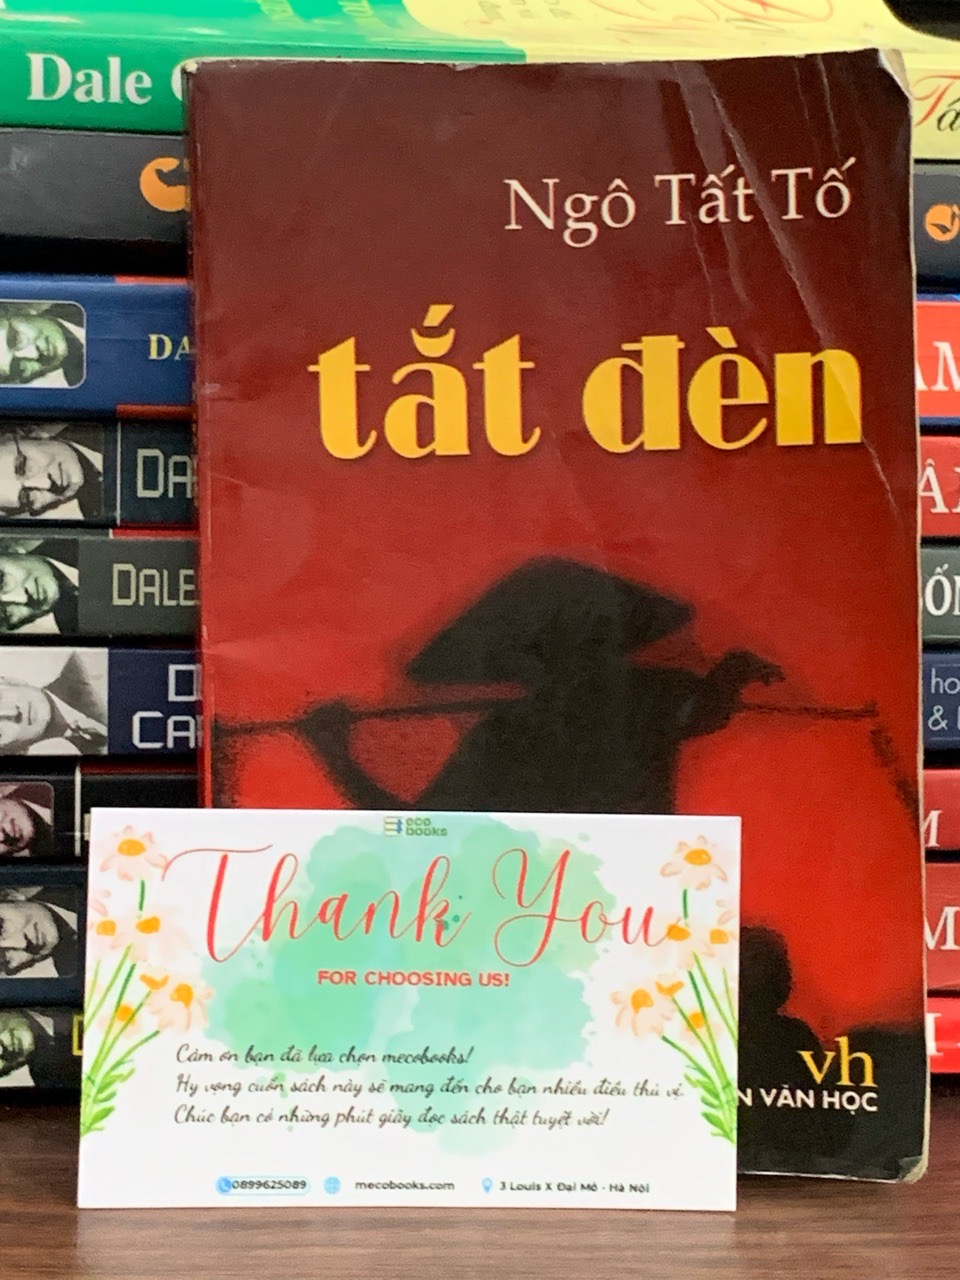 Dale
Ngô Tất Tố
tắt đèn
DALE
vh
N VĂN HỌC
eco
books
Thank You
FOR CHOOSING US!
Cảm ơn bạn đã lựa chọn mecobooks!
Hy vọng cuốn sách này sẽ mang đến cho bạn nhiều điều thú vị.
Chúc bạn có những phút giây đọc sách thật tuyệt vời!
0899625089
mecobooks.com
3 Louis X Đại Mỗ - Hà Nội